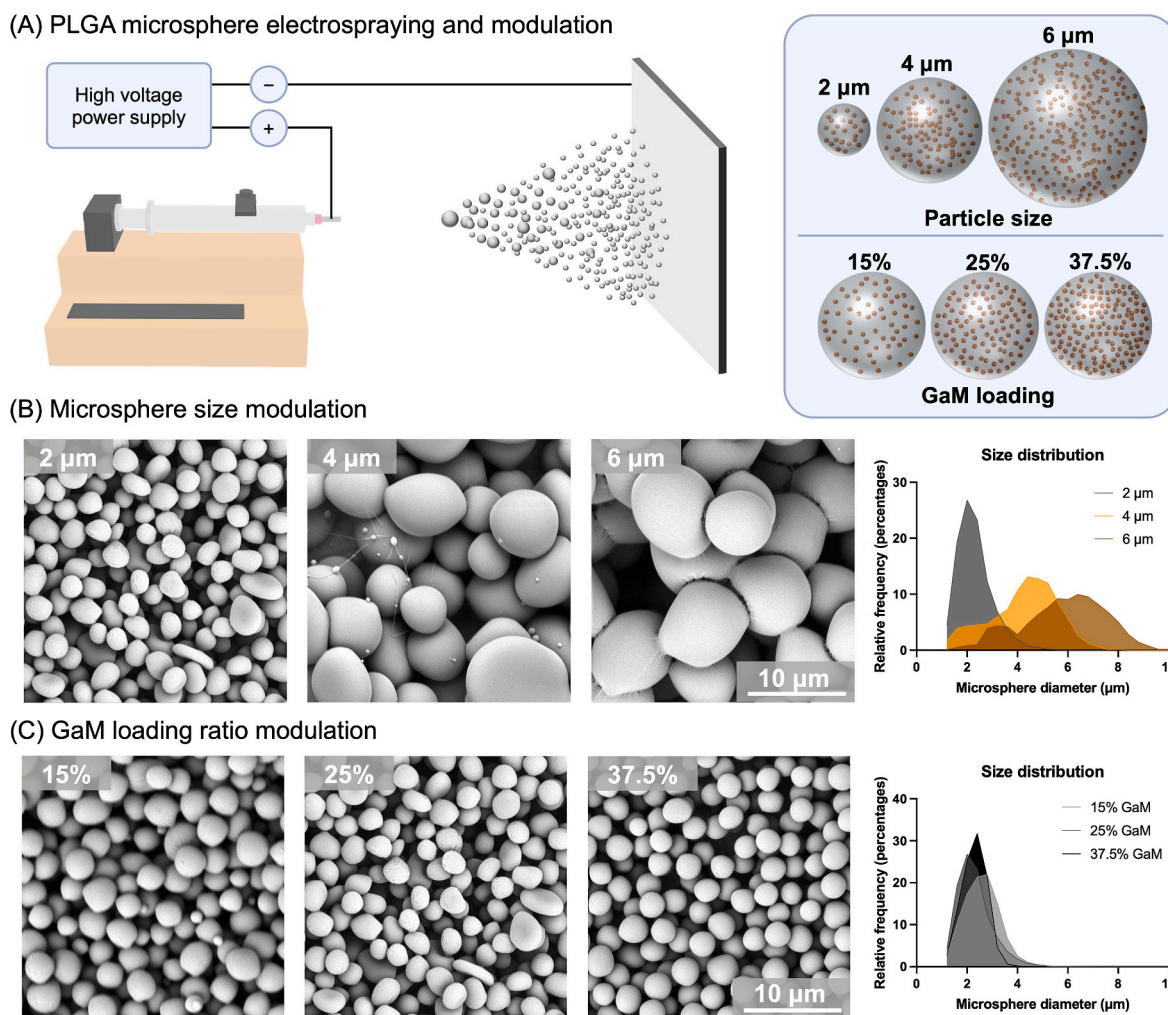 (A) PLGA microsphere electrospraying and modulation
High voltage
power supply
−
+
2 µm
4 µm
6 µm
Particle size
15%
25%
37.5%
GaM loading
(B) Microsphere size modulation
2 µm
4 µm
6 µm
10 µm
Size distribution
Relative frequency (percentages)
30
20
10
0
0
2
4
6
8
Microsphere diameter (µm)
2 µm
4 µm
6 µm
(C) GaM loading ratio modulation
15%
25%
37.5%
10 µm
Size distribution
Relative frequency (percentages)
40
30
20
10
0
0
2
4
6
8
Microsphere diameter (µm)
15% GaM
25% GaM
37.5% GaM